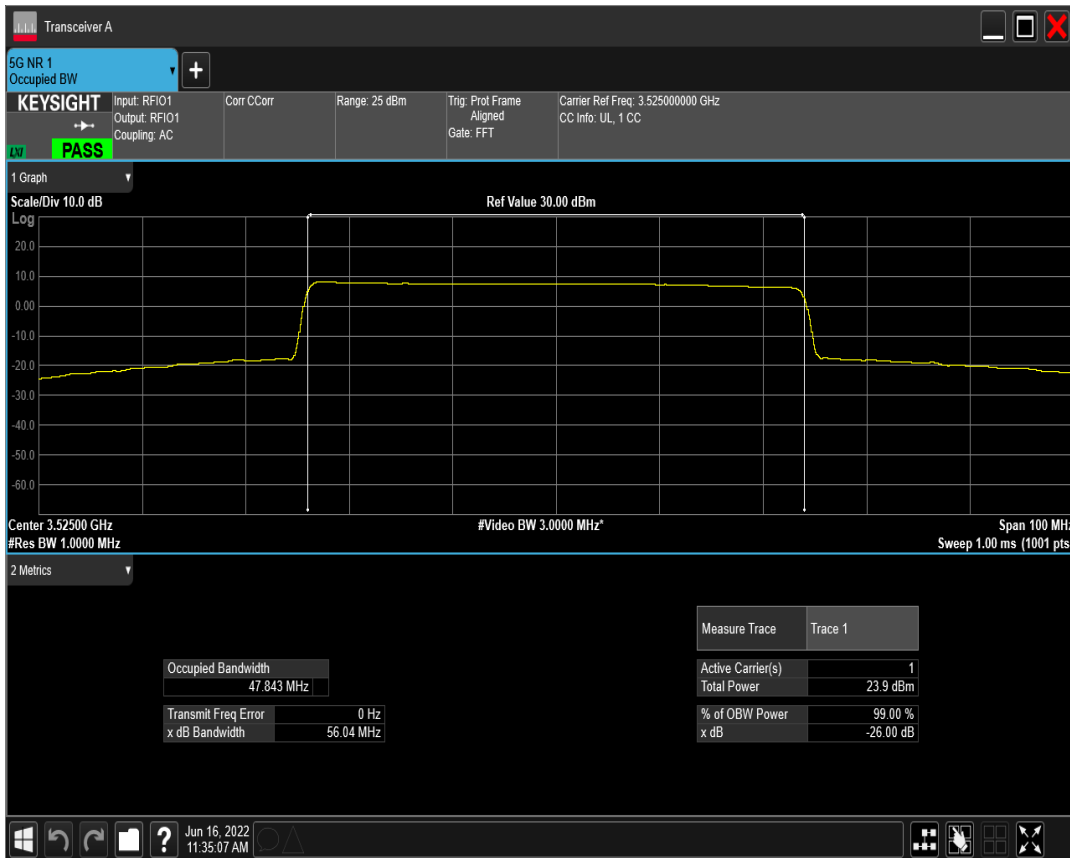 Transceiver A
5G NR 1
Occupied BW
+
KEYSIGHT
LXI
PASS
Input: RFIO1
Output: RFIO1
Coupling: AC
Corr CCorr
Range: 25 dBm
Trig: Prot Frame
Aligned
Gate: FFT
Carrier Ref Freq: 3.525000000 GHz
CC Info: UL, 1 CC
1 Graph
Scale/Div 10.0 dB
Ref Value 30.00 dBm
Log
20.0
10.0
0.00
-10.0
-20.0
-30.0
-40.0
-50.0
-60.0
Center 3.52500 GHz
#Video BW 3.0000 MHz*
Span 100 MHz
#Res BW 1.0000 MHz
Sweep 1.00 ms (1001 pts
2 Metrics
Measure Trace Trace 1
Occupied Bandwidth
47.843 MHz
Active Carrier(s) 1
Total Power 23.9 dBm
Transmit Freq Error 0 Hz
x dB Bandwidth 56.04 MHz
% of OBW Power 99.00 %
x dB -26.00 dB
?
Jun 16, 2022
11:35:07 AM